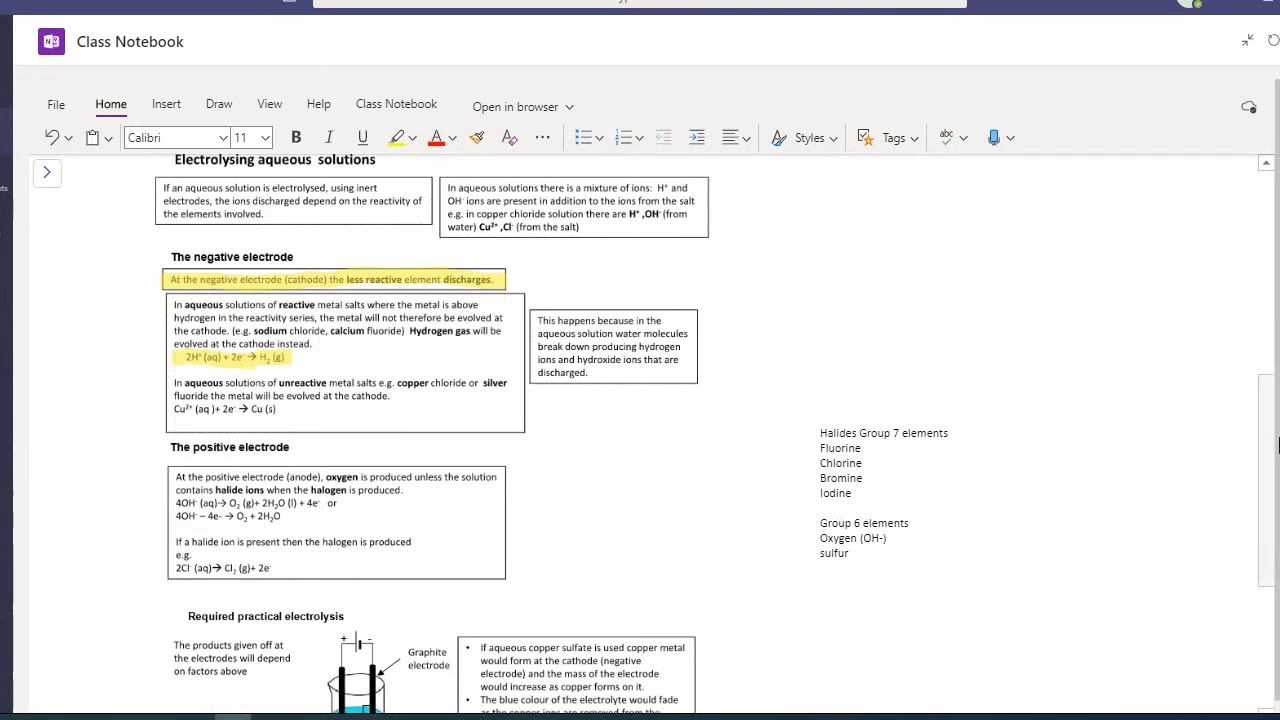 Class Notebook
File Home Insert Draw View Help Class Notebook Open in browser
Calibri 11 B I U A Styles Tags abc
Electrolysing aqueous solutions
If an aqueous solution is electrolysed, using inert
electrodes, the ions discharged depend on the reactivity of
the elements involved.
In aqueous solutions there is a mixture of ions: H⁺ and
OH⁻ ions are present in addition to the ions from the salt
e.g. in copper chloride solution there are H⁺ ,OH⁻ (from
water) Cu²⁺ ,Cl⁻ (from the salt)
The negative electrode
At the negative electrode (cathode) the less reactive element discharges.
In aqueous solutions of reactive metal salts where the metal is above
hydrogen in the reactivity series, the metal will not therefore be evolved at
the cathode. (e.g. sodium chloride, calcium fluoride) Hydrogen gas will be
evolved at the cathode instead.
2H⁺ (aq) + 2e⁻ → H₂ (g)
In aqueous solutions of unreactive metal salts e.g. copper chloride or silver
fluoride the metal will be evolved at the cathode.
Cu²⁺ (aq )+ 2e⁻ → Cu (s)
This happens because in the
aqueous solution water molecules
break down producing hydrogen
ions and hydroxide ions that are
discharged.
The positive electrode
At the positive electrode (anode), oxygen is produced unless the solution
contains halide ions when the halogen is produced.
4OH⁻ (aq)→ O₂ (g)+ 2H₂O (l) + 4e⁻ or
4OH⁻ – 4e- → O₂ + 2H₂O
If a halide ion is present then the halogen is produced
e.g.
2Cl⁻ (aq)→ Cl₂ (g)+ 2e⁻
Halides Group 7 elements
Fluorine
Chlorine
Bromine
Iodine
Group 6 elements
Oxygen (OH-)
sulfur
Required practical electrolysis
The products given off at
the electrodes will depend
on factors above
+ -
Graphite
electrode
• If aqueous copper sulfate is used copper metal
would form at the cathode (negative
electrode) and the mass of the electrode
would increase as copper forms on it.
• The blue colour of the electrolyte would fade
as the copper ions are removed from the